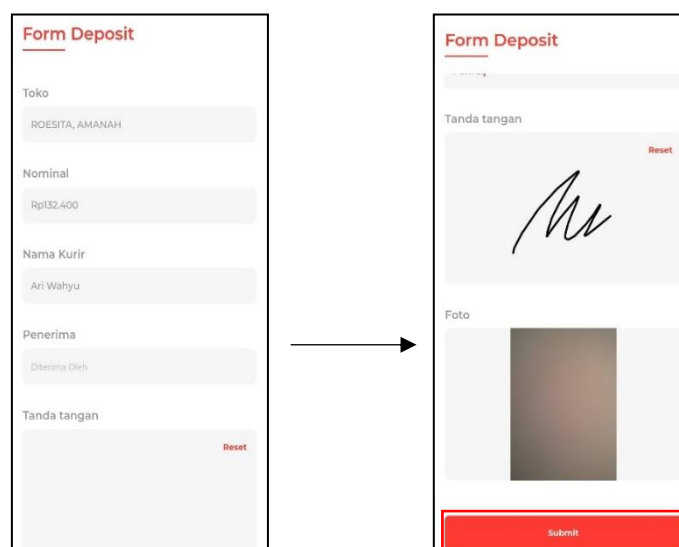 Form Deposit
Toko
ROESITA, AMANAH
Nominal
Rp132.400
Nama Kurir
Ari Wahyu
Penerima
Diterima Oleh
Tanda tangan
Reset
Form Deposit
Tanda tangan
Reset
Foto
Submit